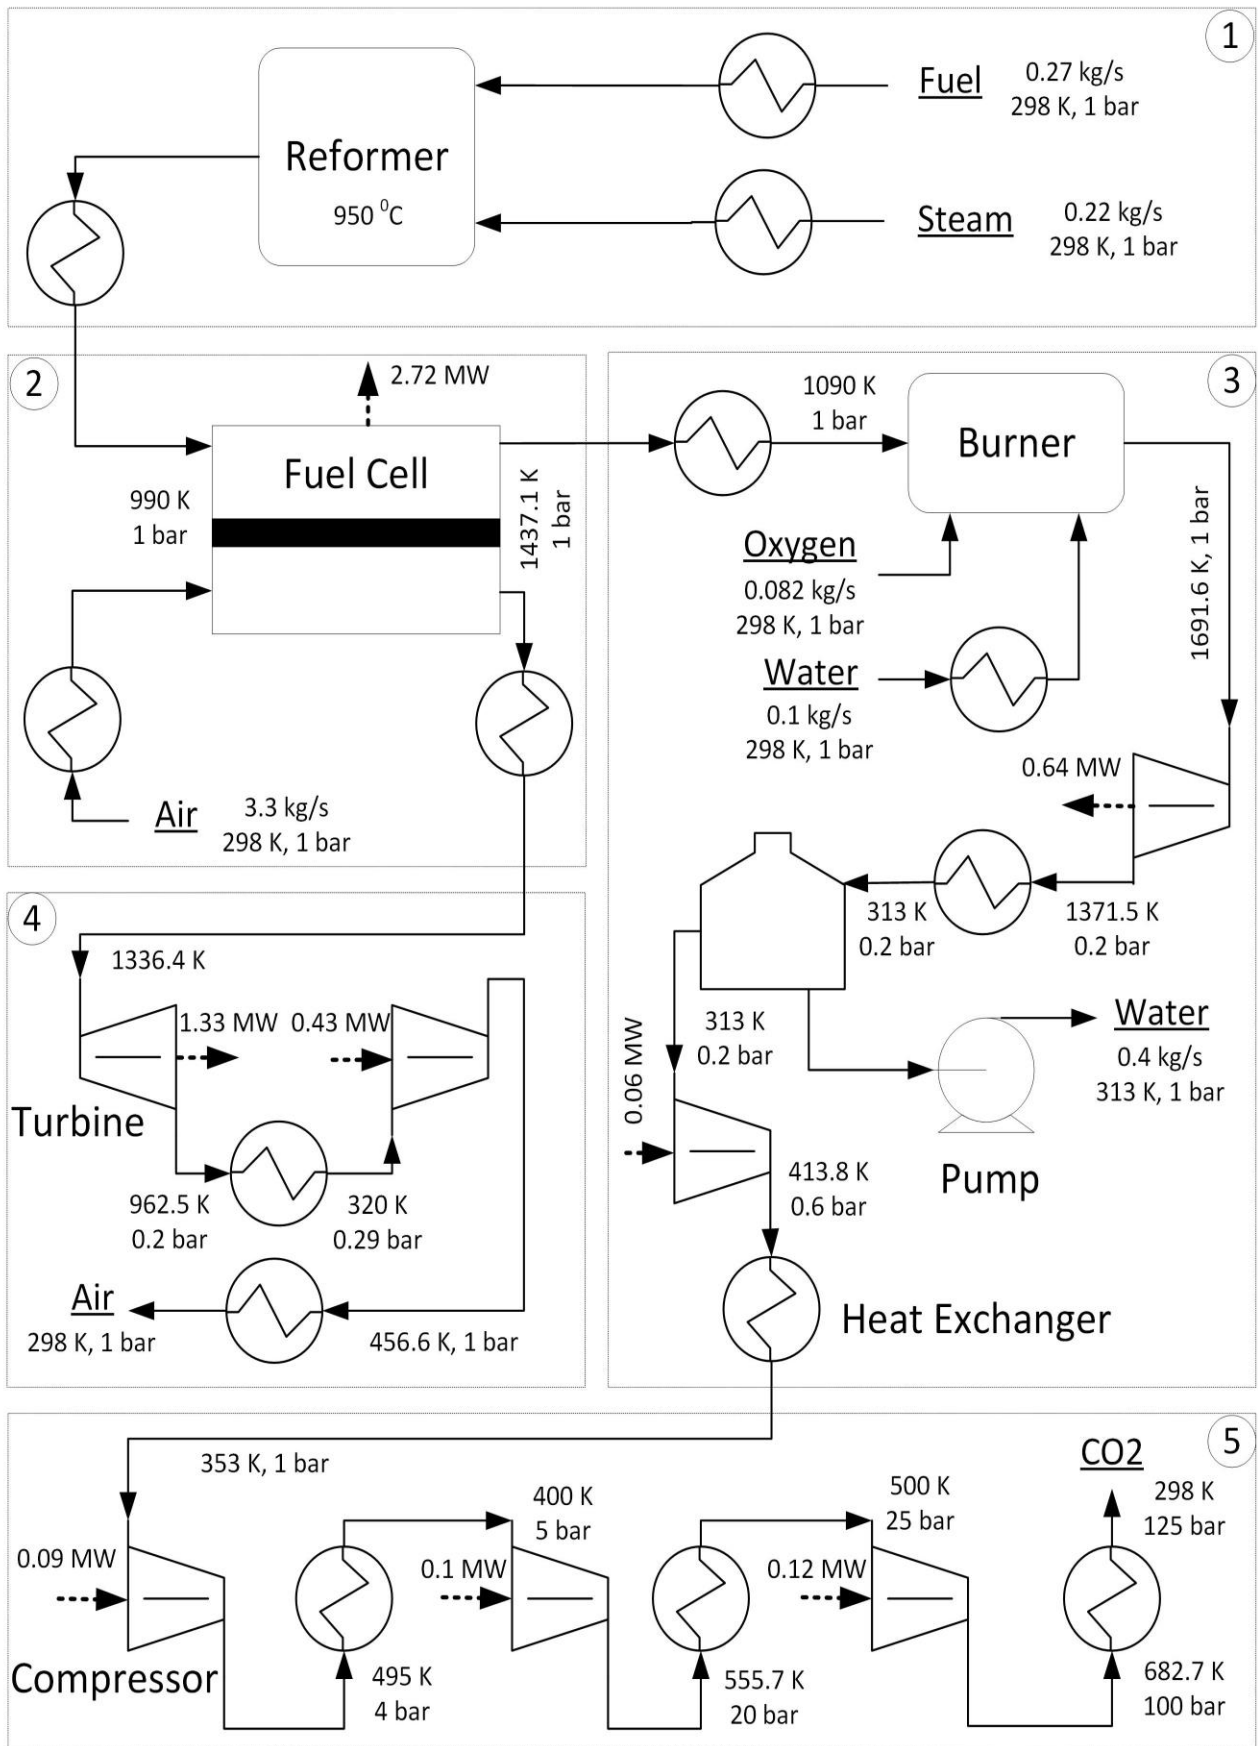 1
Fuel
0.27 kg/s
298 K, 1 bar
Reformer
950 ⁰C
Steam
0.22 kg/s
298 K, 1 bar
2
2.72 MW
Fuel Cell
990 K
1 bar
1437.1 K
1 bar
Air
3.3 kg/s
298 K, 1 bar
3
1090 K
1 bar
Burner
Oxygen
0.082 kg/s
298 K, 1 bar
Water
0.1 kg/s
298 K, 1 bar
1691.6 K, 1 bar
0.64 MW
313 K
0.2 bar
1371.5 K
0.2 bar
313 K
0.2 bar
0.06 MW
Water
0.4 kg/s
313 K, 1 bar
Pump
413.8 K
0.6 bar
Heat Exchanger
4
1336.4 K
1.33 MW
0.43 MW
Turbine
962.5 K
0.2 bar
320 K
0.29 bar
Air
298 K, 1 bar
456.6 K, 1 bar
5
353 K, 1 bar
CO2
298 K
125 bar
400 K
5 bar
500 K
25 bar
0.09 MW
0.1 MW
0.12 MW
Compressor
495 K
4 bar
555.7 K
20 bar
682.7 K
100 bar